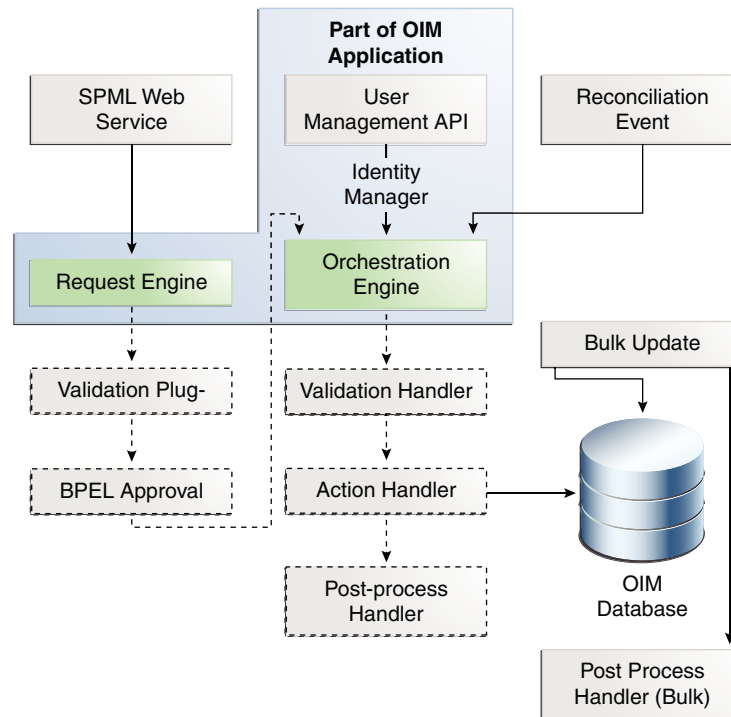 Part of OIM
Application
SPML Web
Service
User
Management API
Reconciliation
Event
Identity
Manager
Request Engine
Orchestration
Engine
Bulk Update
Validation Plug-
Validation Handler
BPEL Approval
Action Handler
Post-process
Handler
OIM
Database
Post Process
Handler (Bulk)